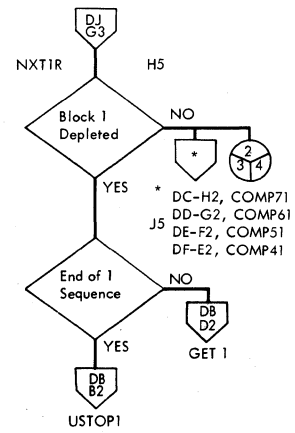 DJ
G3
NXT1R
H5
Block 1
Depleted
NO
*
2
3 4
YES
*
DC-H2, COMP71
DD-G2, COMP61
J5
DE-F2, COMP51
DF-E2, COMP41
End of 1
Sequence
NO
DB
D2
GET 1
YES
DB
B2
USTOP1